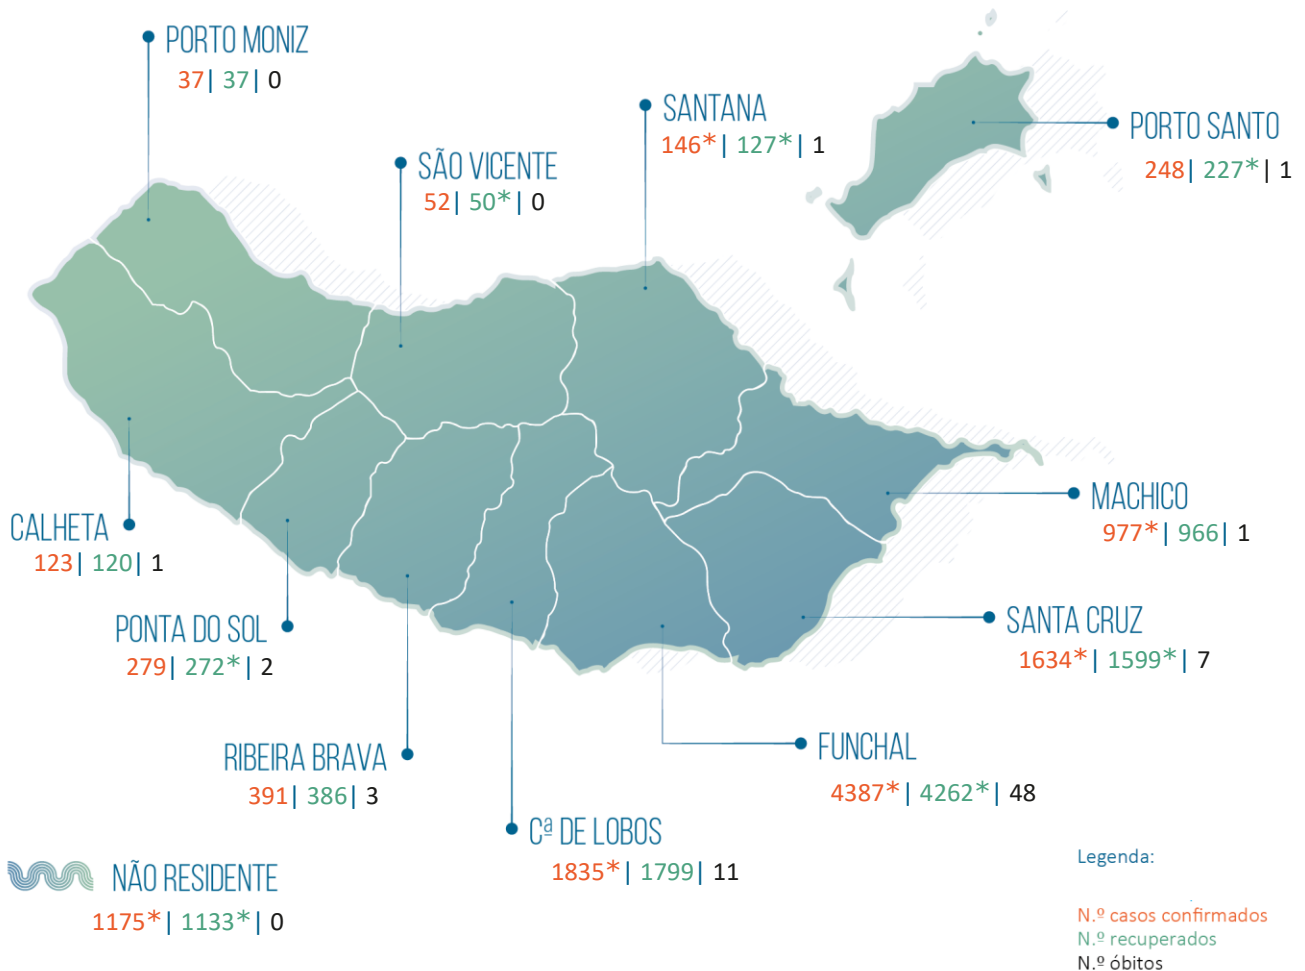 PORTO MONIZ
37| 37| 0
SANTANA
146*| 127*| 1
PORTO SANTO
248| 227*| 1
SÃO VICENTE
52| 50*| 0
MACHICO
977*| 966| 1
CALHETA
123| 120| 1
PONTA DO SOL
279| 272*| 2
SANTA CRUZ
1634*| 1599*| 7
RIBEIRA BRAVA
391| 386| 3
FUNCHAL
4387*| 4262*| 48
Cª DE LOBOS
1835*| 1799| 11
NÃO RESIDENTE
1175*| 1133*| 0
Legenda:
N.º casos confirmados
N.º recuperados
N.º óbitos